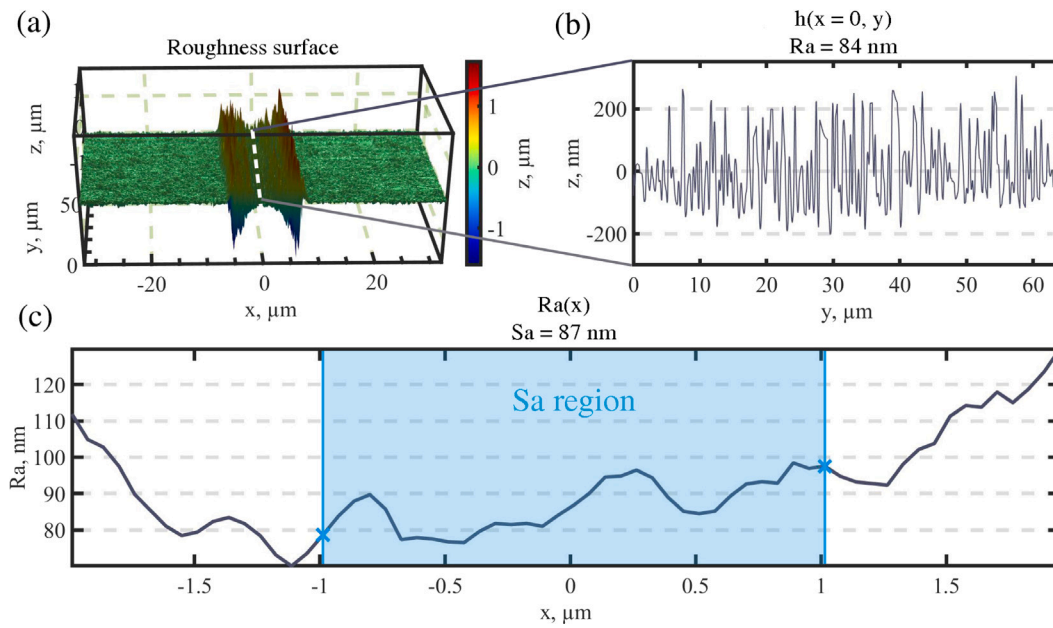 (a)
Roughness surface
z, µm
0
50
y, µm
0
-20
0
20
x, µm
1
0
-1
z, µm
(b)
h(x = 0, y)
Ra = 84 nm
200
0
-200
z, nm
0
10
20
30
40
50
60
y, µm
(c)
Ra(x)
Sa = 87 nm
Sa region
120
110
100
90
80
Ra, nm
-1.5
-1
-0.5
0
0.5
1
1.5
x, µm